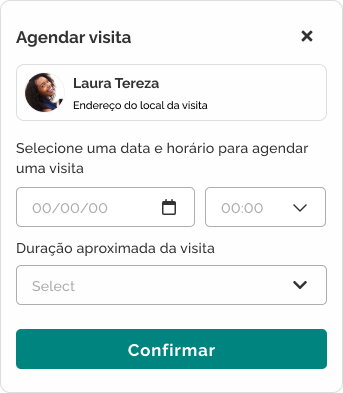 Agendar visita
Laura Tereza
Endereço do local da visita
Selecione uma data e horário para agendar
uma visita
00/00/00
00:00
Duração aproximada da visita
Select
Confirmar